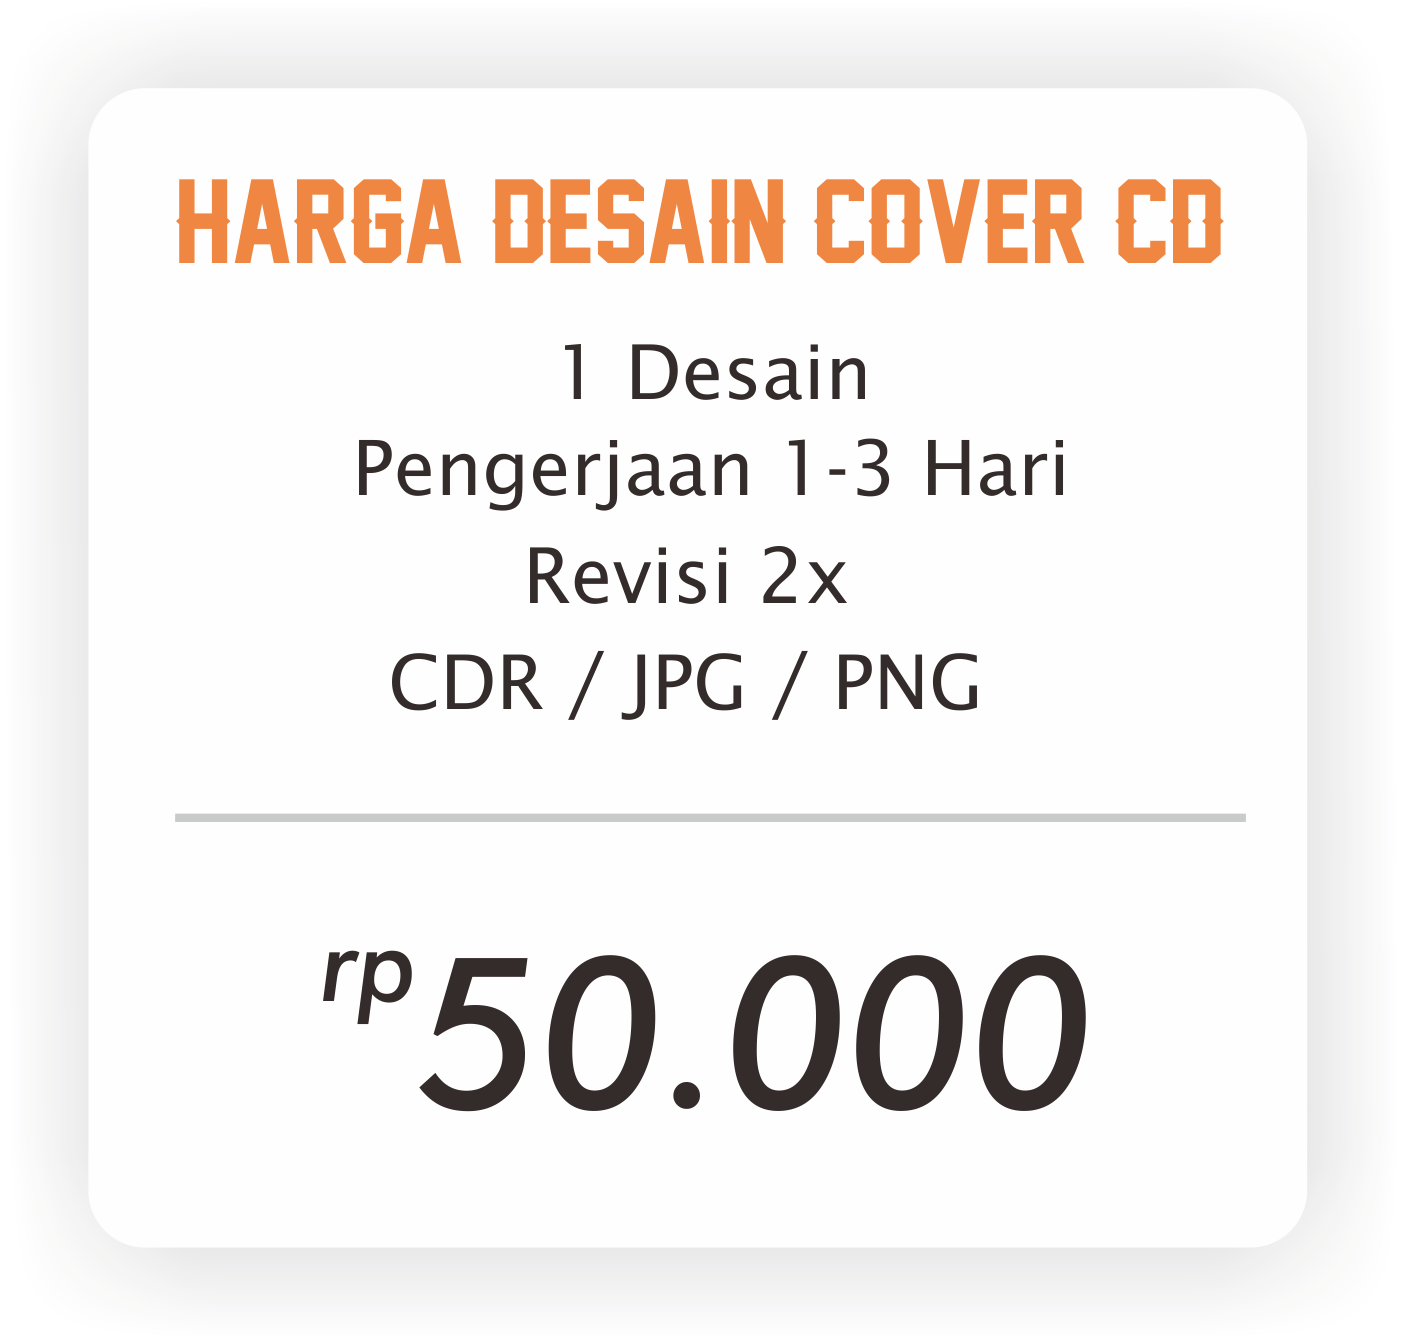 HARGA DESAIN COVER CD
1 Desain
Pengerjaan 1-3 Hari
Revisi 2x
CDR / JPG / PNG
rp50.000